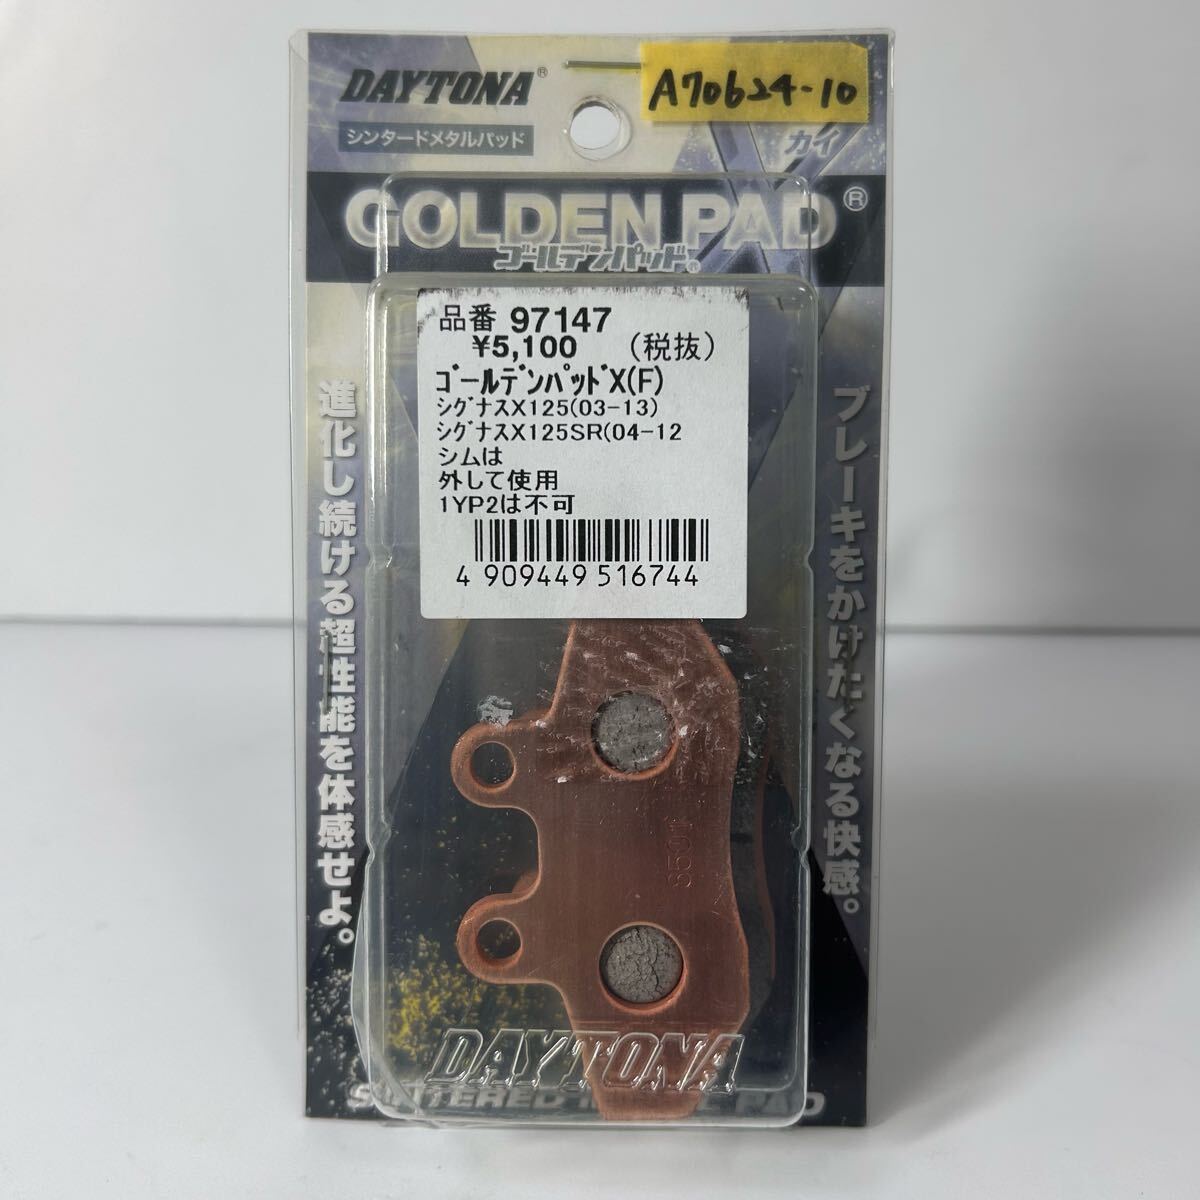 DAYTONA®
A70624-10
シンタードメタルパッド
カイ
GOLDEN PAD®
ゴールデンパッド®
品番 97147
¥5,100 (税抜)
ｺﾞｰﾙﾃﾞﾝﾊﾟｯﾄﾞX(F)
ｼｸﾞﾅｽX125(03-13)
ｼｸﾞﾅｽX125SR(04-12
シムは
外して使用
1YP2は不可
4 909449 516744
進化し続ける超性能を体感せよ。
ブレーキをかけたくなる快感。
DAYTONA
PAD